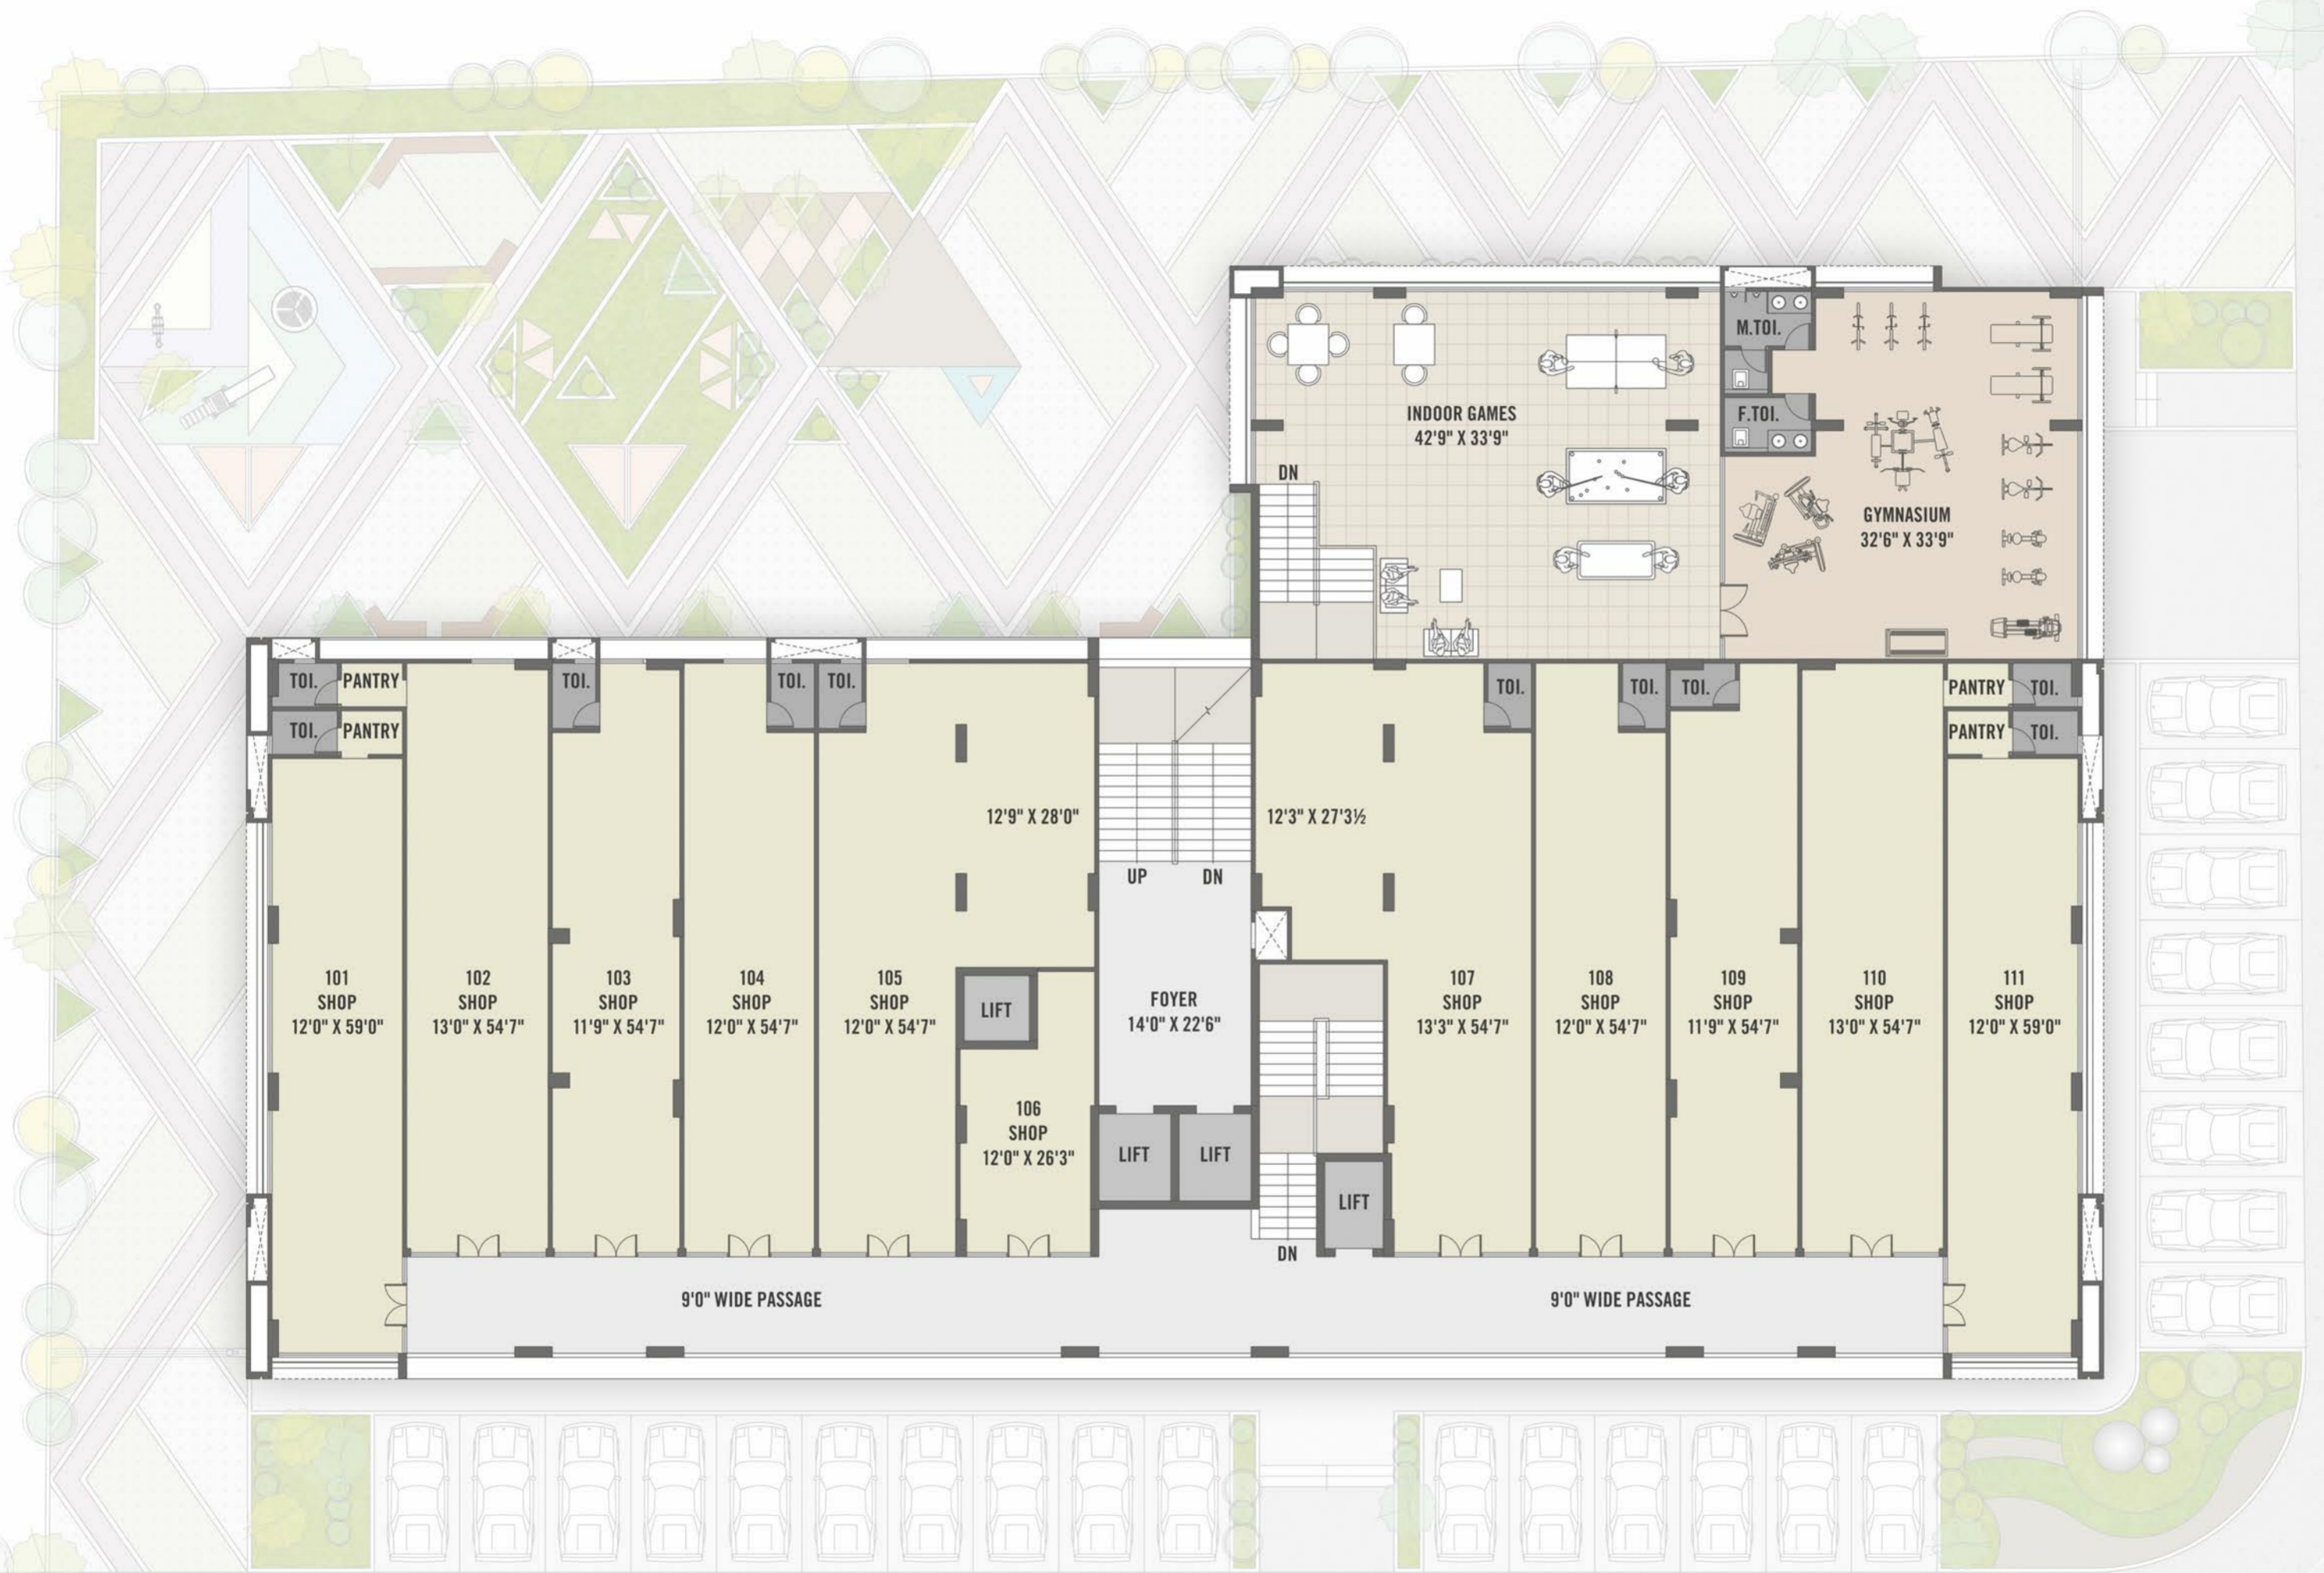 M.TOI.
F.TOI.
INDOOR GAMES
42'9" X 33'9"
DN
GYMNASIUM
32'6" X 33'9"
TOI.
PANTRY
TOI.
PANTRY
TOI.
TOI.
TOI.
TOI.
TOI.
TOI.
PANTRY
TOI.
PANTRY
TOI.
12'9" X 28'0"
12'3" X 27'3½
UP
DN
101
SHOP
12'0" X 59'0"
102
SHOP
13'0" X 54'7"
103
SHOP
11'9" X 54'7"
104
SHOP
12'0" X 54'7"
105
SHOP
12'0" X 54'7"
LIFT
106
SHOP
12'0" X 26'3"
FOYER
14'0" X 22'6"
LIFT
LIFT
LIFT
DN
107
SHOP
13'3" X 54'7"
108
SHOP
12'0" X 54'7"
109
SHOP
11'9" X 54'7"
110
SHOP
13'0" X 54'7"
111
SHOP
12'0" X 59'0"
9'0" WIDE PASSAGE
9'0" WIDE PASSAGE